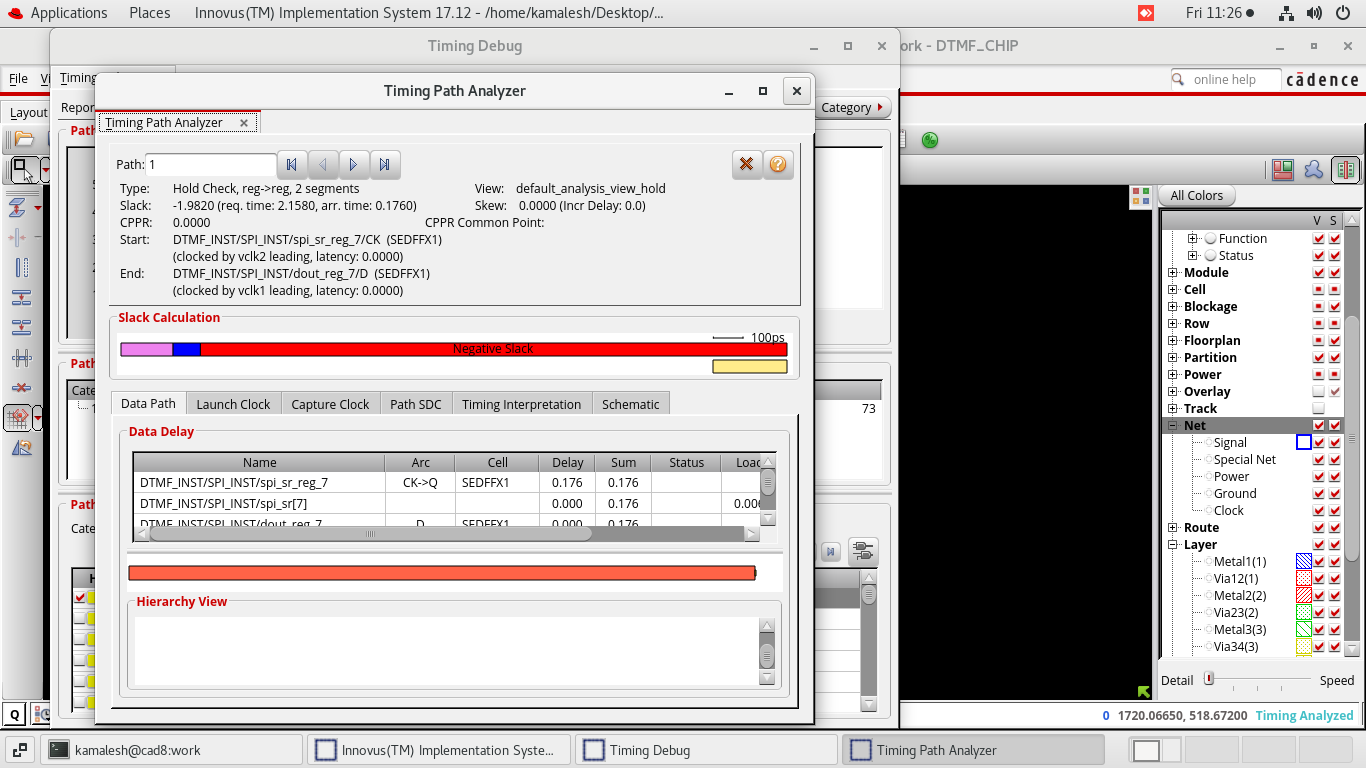 Applications Places Innovus(TM) Implementation System 17.12 - /home/kamalesh/Desktop/... Fri 11:26
Timing Debug
ork - DTMF_CHIP
File
Timing
Timing Path Analyzer
online help
cādence
Layout
Repor
Category
Timing Path Analyzer
Path: 1
Type: Hold Check, reg->reg, 2 segments View: default_analysis_view_hold
Slack: -1.9820 (req. time: 2.1580, arr. time: 0.1760) Skew: 0.0000 (Incr Delay: 0.0)
CPPR: 0.0000 CPPR Common Point:
Start: DTMF_INST/SPI_INST/spi_sr_reg_7/CK (SEDFFX1)
(clocked by vclk2 leading, latency: 0.0000)
End: DTMF_INST/SPI_INST/dout_reg_7/D (SEDFFX1)
(clocked by vclk1 leading, latency: 0.0000)
Slack Calculation
100ps
Negative Slack
Data Path Launch Clock Capture Clock Path SDC Timing Interpretation Schematic
Data Delay
Name Arc Cell Delay Sum Status Load
DTMF_INST/SPI_INST/spi_sr_reg_7 CK->Q SEDFFX1 0.176 0.176
DTMF_INST/SPI_INST/spi_sr[7] 0.000 0.176 0.006
DTMF_INST/SPI_INST/dout_reg_7 D SEDFFX1 0.000 0.176
Hierarchy View
Path
Path
Cate
73
Path
Cate
All Colors
V S
Function
Status
Module
Cell
Blockage
Row
Floorplan
Partition
Power
Overlay
Track
Net
Signal
Special Net
Power
Ground
Clock
Route
Layer
Metal1(1)
Via12(1)
Metal2(2)
Via23(2)
Metal3(3)
Via34(3)
Detail Speed
Q
0 1720.06650, 518.67200 Timing Analyzed
kamalesh@cad8:work Innovus(TM) Implementation Syste... Timing Debug Timing Path Analyzer